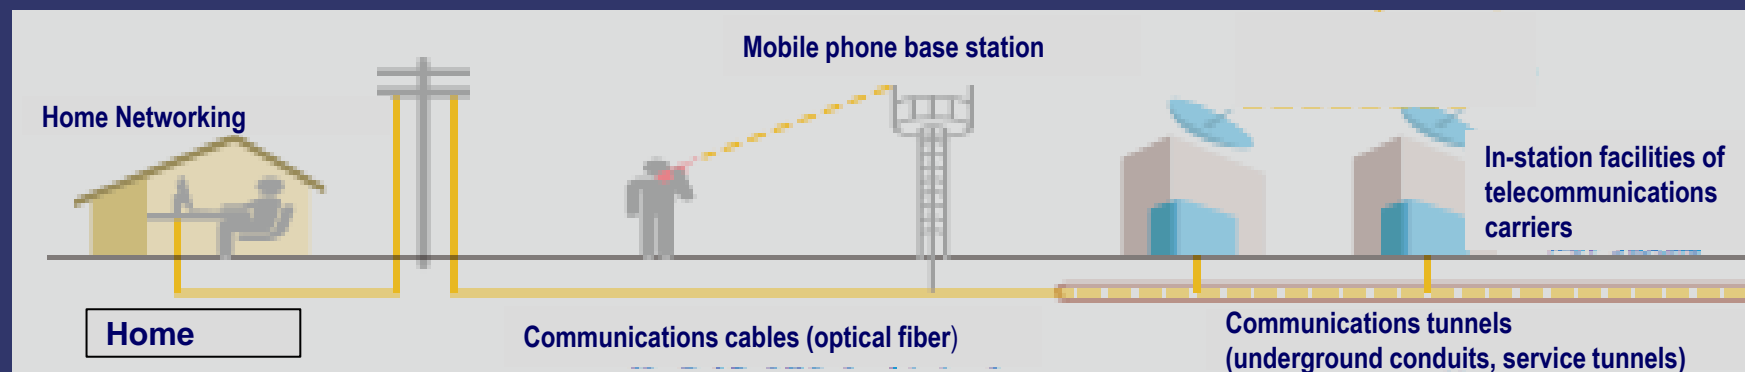 Mobile phone base station
Home Networking
In-station facilities of
telecommunications
carriers
Home
Communications cables (optical fiber)
Communications tunnels
(underground conduits, service tunnels)